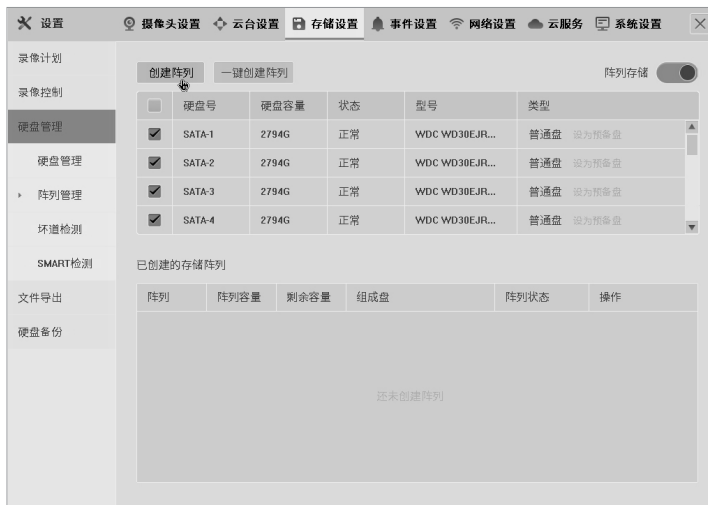 设置 摄像头设置 云台设置 存储设置 事件设置 网络设置 云服务 系统设置
录像计划
录像控制
硬盘管理
硬盘管理
阵列管理
坏道检测
SMART检测
文件导出
硬盘备份
创建阵列 一键创建阵列 阵列存储
硬盘号 硬盘容量 状态 型号 类型
SATA-1 2794G 正常 WDC WD30EJR... 普通盘 设为预备盘
SATA-2 2794G 正常 WDC WD30EJR... 普通盘 设为预备盘
SATA-3 2794G 正常 WDC WD30EJR... 普通盘 设为预备盘
SATA-4 2794G 正常 WDC WD30EJR... 普通盘 设为预备盘
已创建的存储阵列
阵列 阵列容量 剩余容量 组成盘 阵列状态 操作
还未创建阵列